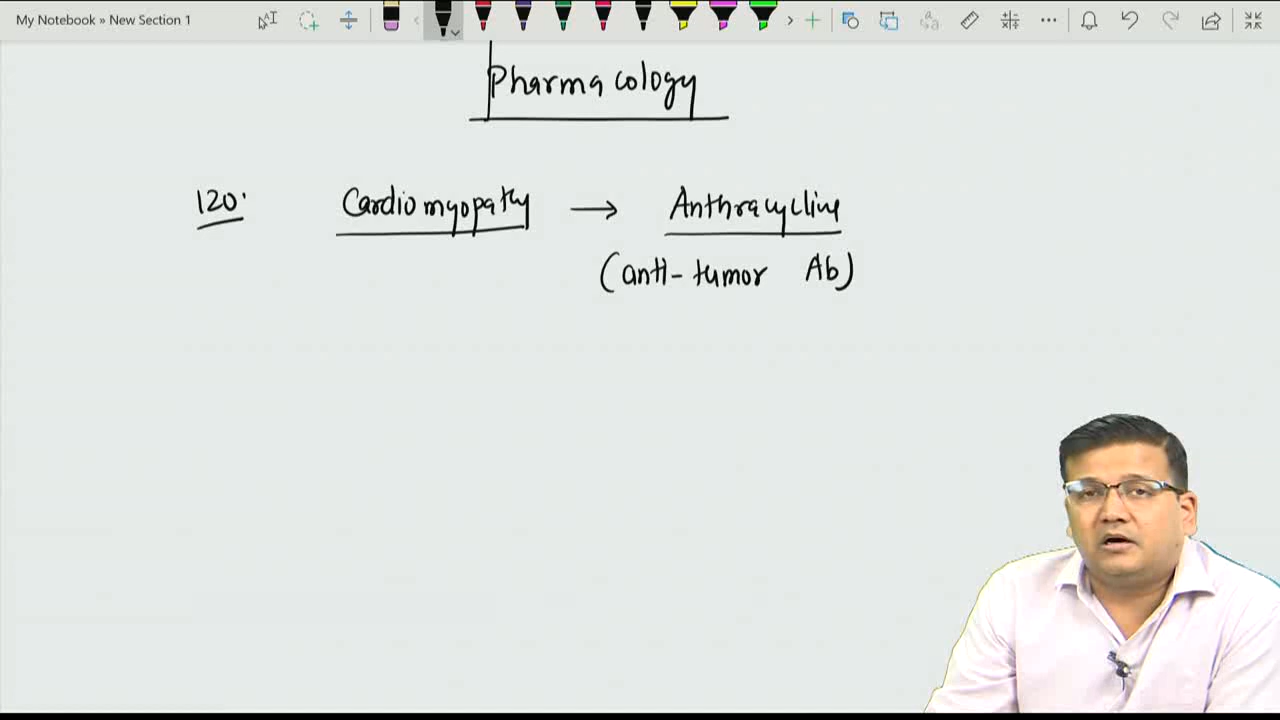 My Notebook » New Section 1
Pharmacology
120. Cardiomyopathy → Anthracycline
(anti-tumor Ab)